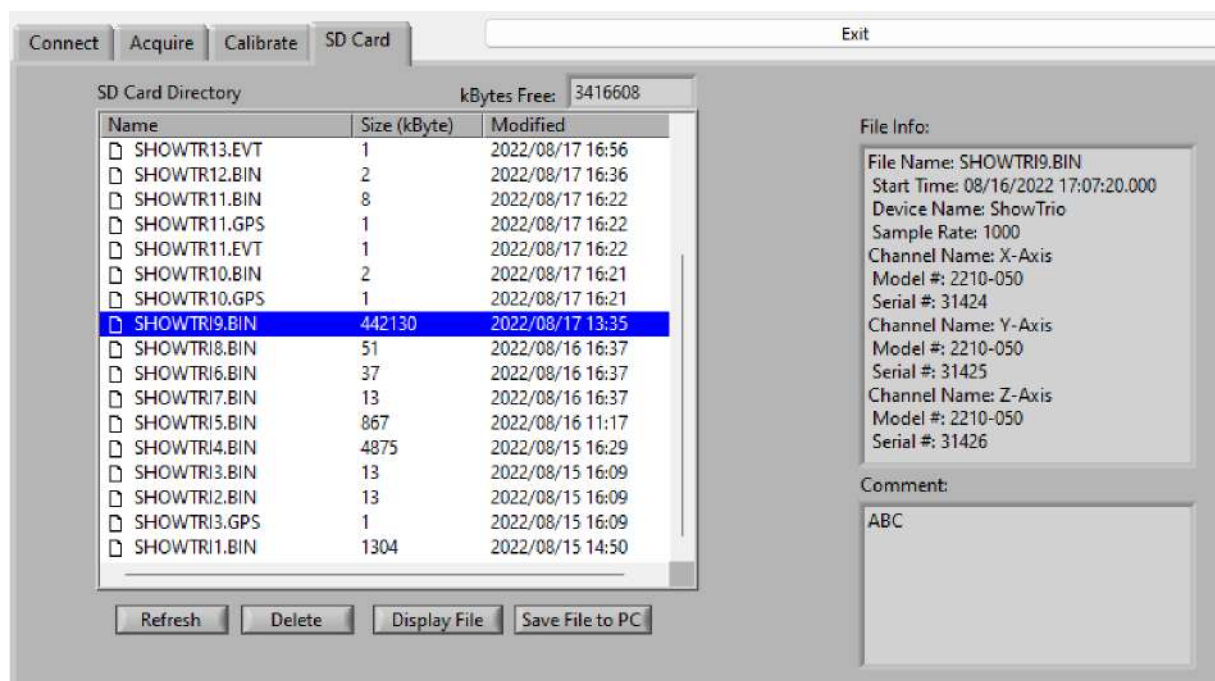 Connect Acquire Calibrate SD Card Exit
SD Card Directory kBytes Free: 3416608
Name Size (kByte) Modified
SHOWTR13.EVT 1 2022/08/17 16:56
SHOWTR12.BIN 2 2022/08/17 16:36
SHOWTR11.BIN 8 2022/08/17 16:22
SHOWTR11.GPS 1 2022/08/17 16:22
SHOWTR11.EVT 1 2022/08/17 16:22
SHOWTR10.BIN 2 2022/08/17 16:21
SHOWTR10.GPS 1 2022/08/17 16:21
SHOWTRI9.BIN 442130 2022/08/17 13:35
SHOWTRI8.BIN 51 2022/08/16 16:37
SHOWTRI6.BIN 37 2022/08/16 16:37
SHOWTRI7.BIN 13 2022/08/16 16:37
SHOWTRI5.BIN 867 2022/08/16 11:17
SHOWTRI4.BIN 4875 2022/08/15 16:29
SHOWTRI3.BIN 13 2022/08/15 16:09
SHOWTRI2.BIN 13 2022/08/15 16:09
SHOWTRI3.GPS 1 2022/08/15 16:09
SHOWTRI1.BIN 1304 2022/08/15 14:50
Refresh Delete Display File Save File to PC
File Info:
File Name: SHOWTRI9.BIN
Start Time: 08/16/2022 17:07:20.000
Device Name: ShowTrio
Sample Rate: 1000
Channel Name: X-Axis
Model #: 2210-050
Serial #: 31424
Channel Name: Y-Axis
Model #: 2210-050
Serial #: 31425
Channel Name: Z-Axis
Model #: 2210-050
Serial #: 31426
Comment:
ABC